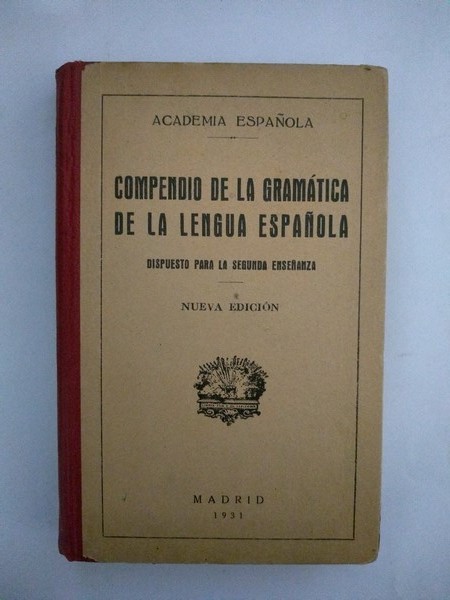 ACADEMIA ESPAÑOLA
COMPENDIO DE LA GRAMÁTICA
DE LA LENGUA ESPAÑOLA
DISPUESTO PARA LA SEGUNDA ENSEÑANZA
NUEVA EDICIÓN
MADRID
1931